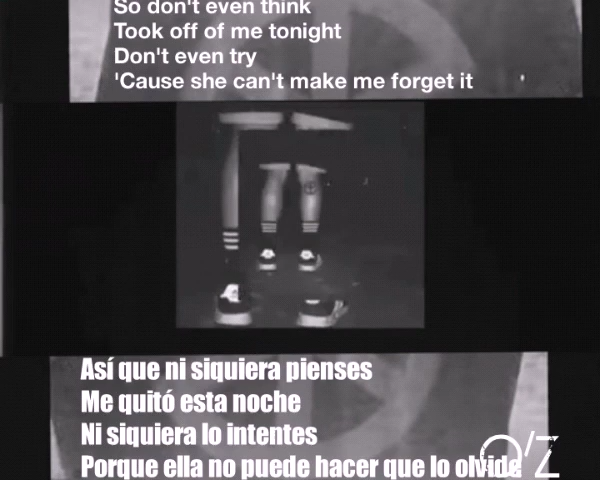 So don't even think
Took off of me tonight
Don't even try
'Cause she can't make me forget it
Así que ni siquiera pienses
Me quitó esta noche
Ni siquiera lo intentes
Porque ella no puede hacer que lo olvide
O'Z